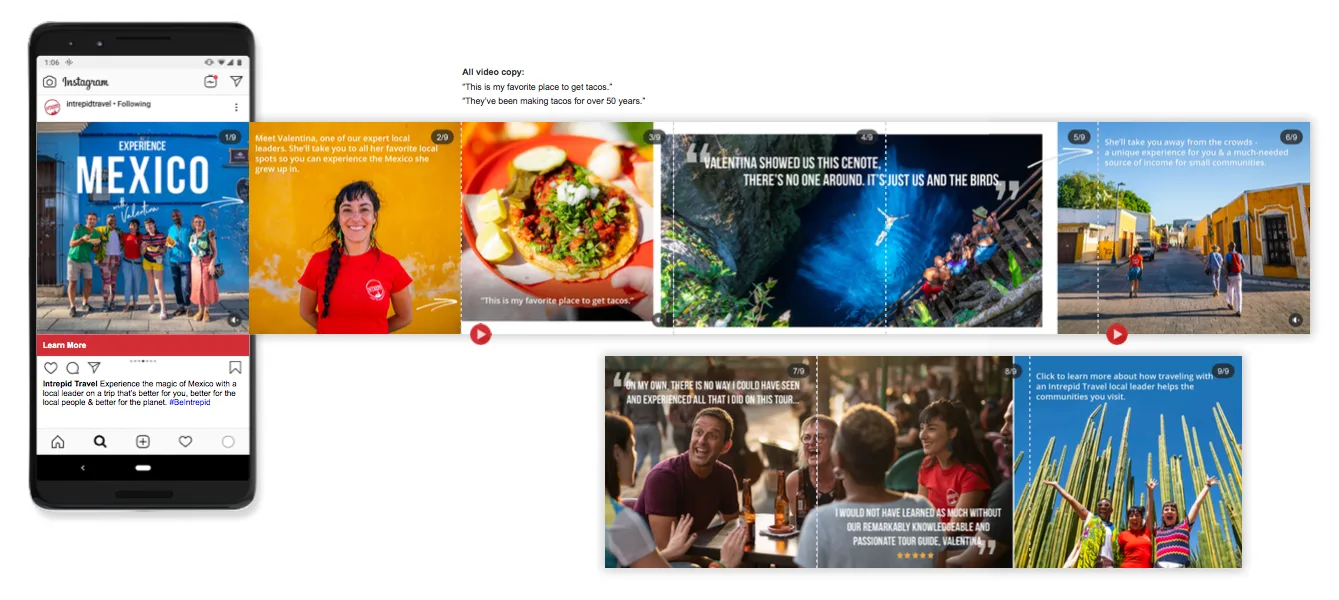 All video copy:
“This is my favorite place to get tacos.”
“They’ve been making tacos for over 50 years.”
1:06
Instagram
intrepidtravel • Following
1/9
EXPERIENCE
MEXICO
with
Valentina
Learn More
Intrepid Travel Experience the magic of Mexico with a
local leader on a trip that's better for you, better for the
local people & better for the planet. #BeIntrepid
2/9
Meet Valentina, one of our expert local
leaders. She'll take you to all her favorite local
spots so you can experience the Mexico she
grew up in.
INTREPID
3/9
“This is my favorite place to get tacos.”
4/9
“VALENTINA SHOWED US THIS CENOTE,
THERE'S NO ONE AROUND. IT'S JUST US AND THE BIRDS.”
5/9
6/9
She'll take you away from the crowds -
a unique experience for you & a much-needed
source of income for small communities.
7/9
“ON MY OWN, THERE IS NO WAY I COULD HAVE SEEN
AND EXPERIENCED ALL THAT I DID ON THIS TOUR...
8/9
I WOULD NOT HAVE LEARNED AS MUCH WITHOUT
OUR REMARKABLY KNOWLEDGEABLE AND
PASSIONATE TOUR GUIDE, VALENTINA.”
9/9
Click to learn more about how traveling with
an Intrepid Travel local leader helps the
communities you visit.